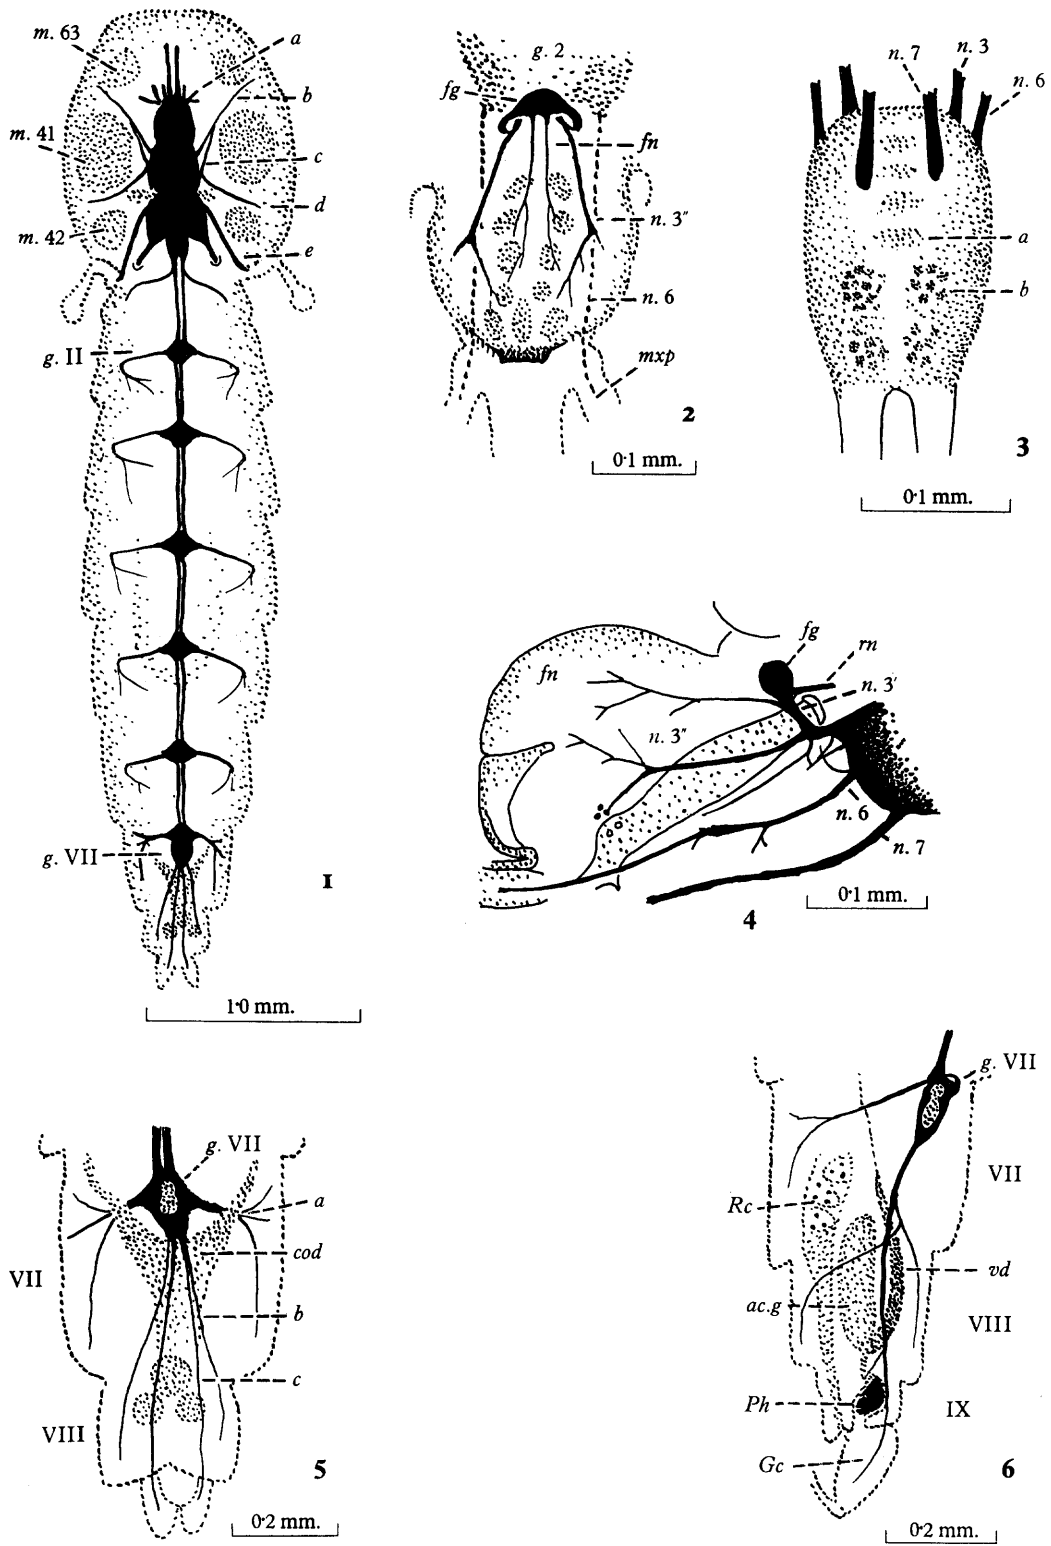 m. 63
a
b
m. 41
c
d
m. 42
e
g. II
g. VII
1
1·0 mm.
g. 2
fg
fn
n. 3″
n. 6
mxp
2
0·1 mm.
n. 7
n. 3
n. 6
a
b
3
0·1 mm.
fg
rn
fn
n. 3′
n. 3″
n. 6
n. 7
0·1 mm.
4
g. VII
a
cod
VII
b
c
VIII
5
0·2 mm.
g. VII
VII
Rc
vd
ac.g
VIII
Ph
IX
Gc
6
0·2 mm.